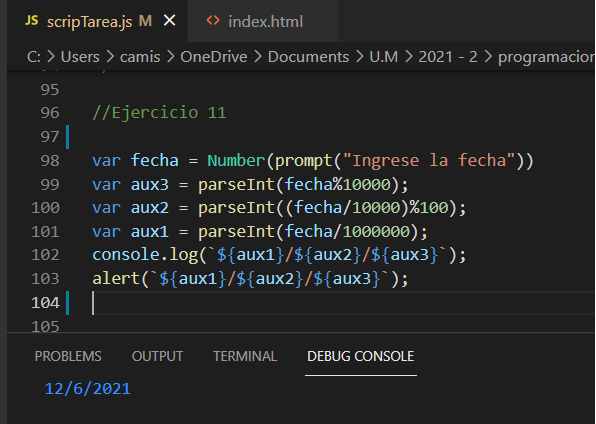 JS scripTarea.js M × <> index.html
C: > Users > camis > OneDrive > Documents > U.M > 2021 - 2 > programacion
95
96 //Ejercicio 11
97
98 var fecha = Number(prompt("Ingrese la fecha"))
99 var aux3 = parseInt(fecha%10000);
100 var aux2 = parseInt((fecha/10000)%100);
101 var aux1 = parseInt(fecha/1000000);
102 console.log(`${aux1}/${aux2}/${aux3}`);
103 alert(`${aux1}/${aux2}/${aux3}`);
104
105
PROBLEMS OUTPUT TERMINAL DEBUG CONSOLE
12/6/2021